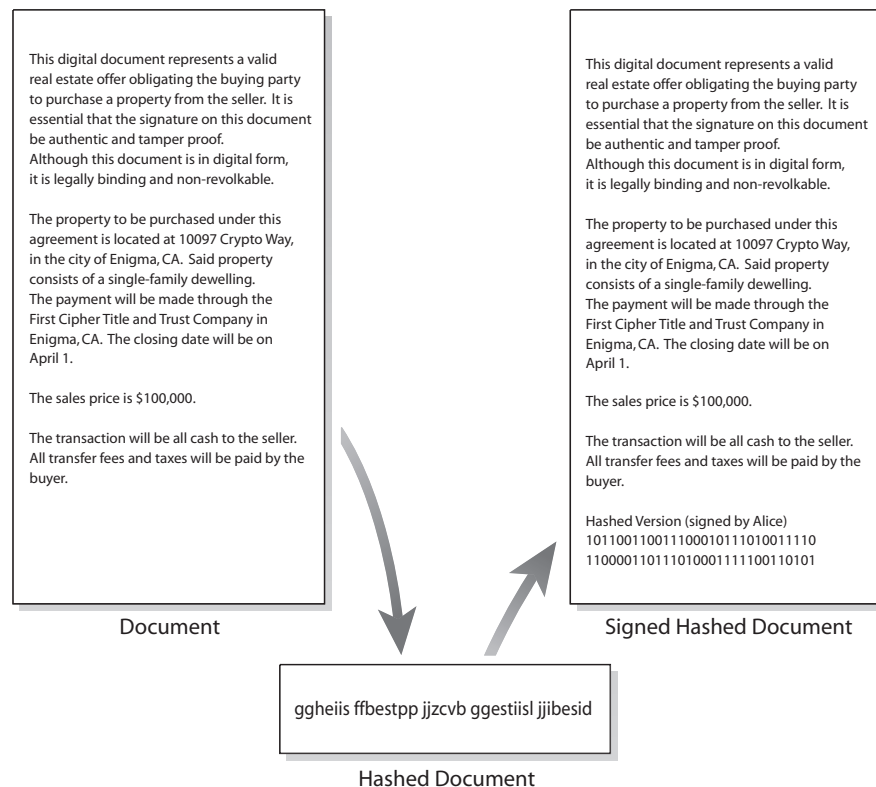 This digital document represents a valid
real estate offer obligating the buying party
to purchase a property from the seller. It is
essential that the signature on this document
be authentic and tamper proof.
Although this document is in digital form,
it is legally binding and non-revolkable.
The property to be purchased under this
agreement is located at 10097 Crypto Way,
in the city of Enigma, CA. Said property
consists of a single-family dewelling.
The payment will be made through the
First Cipher Title and Trust Company in
Enigma, CA. The closing date will be on
April 1.
The sales price is $100,000.
The transaction will be all cash to the seller.
All transfer fees and taxes will be paid by the
buyer.
Document
This digital document represents a valid
real estate offer obligating the buying party
to purchase a property from the seller. It is
essential that the signature on this document
be authentic and tamper proof.
Although this document is in digital form,
it is legally binding and non-revolkable.
The property to be purchased under this
agreement is located at 10097 Crypto Way,
in the city of Enigma, CA. Said property
consists of a single-family dewelling.
The payment will be made through the
First Cipher Title and Trust Company in
Enigma, CA. The closing date will be on
April 1.
The sales price is $100,000.
The transaction will be all cash to the seller.
All transfer fees and taxes will be paid by the
buyer.
Hashed Version (signed by Alice)
101100110011100010111010011110
1100001101110100011111100110101
Signed Hashed Document
ggheiis ffbestpp jjzcvb ggestiisl jjibesid
Hashed Document